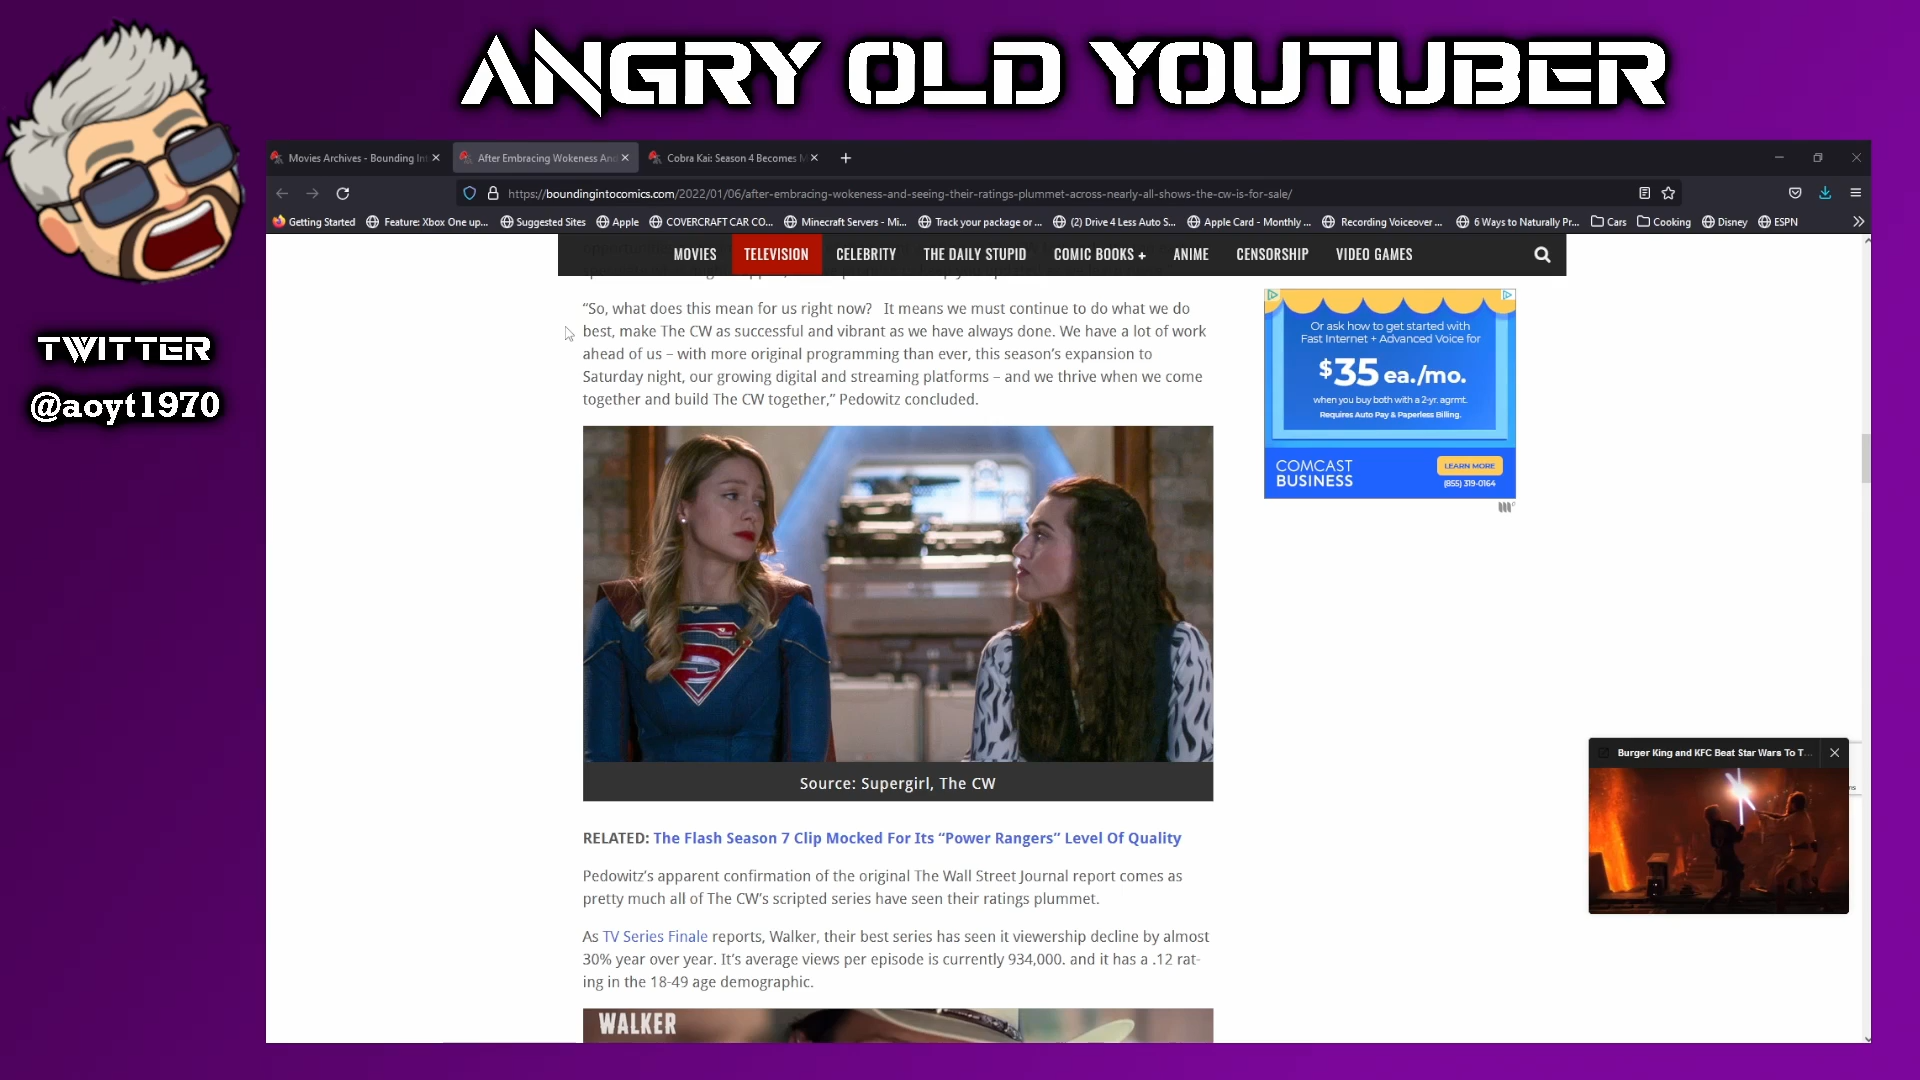 ANGRY OLD YOUTUBER
TWITTER
@aoyt1970
Movies Archives - Bounding Int
After Embracing Wokeness And
Cobra Kai: Season 4 Becomes M
https://boundingintocomics.com/2022/01/06/after-embracing-wokeness-and-seeing-their-ratings-plummet-across-nearly-all-shows-the-cw-is-for-sale/
Getting Started
Feature: Xbox One up...
Suggested Sites
Apple
COVERCRAFT CAR CO...
Minecraft Servers - Mi...
Track your package or ...
(2) Drive 4 Less Auto S...
Apple Card - Monthly ...
Recording Voiceover ...
6 Ways to Naturally Pr...
Cars
Cooking
Disney
ESPN
MOVIES
TELEVISION
CELEBRITY
THE DAILY STUPID
COMIC BOOKS +
ANIME
CENSORSHIP
VIDEO GAMES
“So, what does this mean for us right now? It means we must continue to do what we do
best, make The CW as successful and vibrant as we have always done. We have a lot of work
ahead of us – with more original programming than ever, this season’s expansion to
Saturday night, our growing digital and streaming platforms – and we thrive when we come
together and build The CW together,” Pedowitz concluded.
Or ask how to get started with
Fast Internet + Advanced Voice for
$35 ea./mo.
when you buy both with a 2-yr. agrmt.
Requires Auto Pay & Paperless Billing.
COMCAST
BUSINESS
LEARN MORE
(855) 319-0164
Source: Supergirl, The CW
Burger King and KFC Beat Star Wars To T...
RELATED: The Flash Season 7 Clip Mocked For Its “Power Rangers” Level Of Quality
Pedowitz’s apparent confirmation of the original The Wall Street Journal report comes as
pretty much all of The CW’s scripted series have seen their ratings plummet.
As TV Series Finale reports, Walker, their best series has seen it viewership decline by almost
30% year over year. It’s average views per episode is currently 934,000. and it has a .12 rat-
ing in the 18-49 age demographic.
WALKER